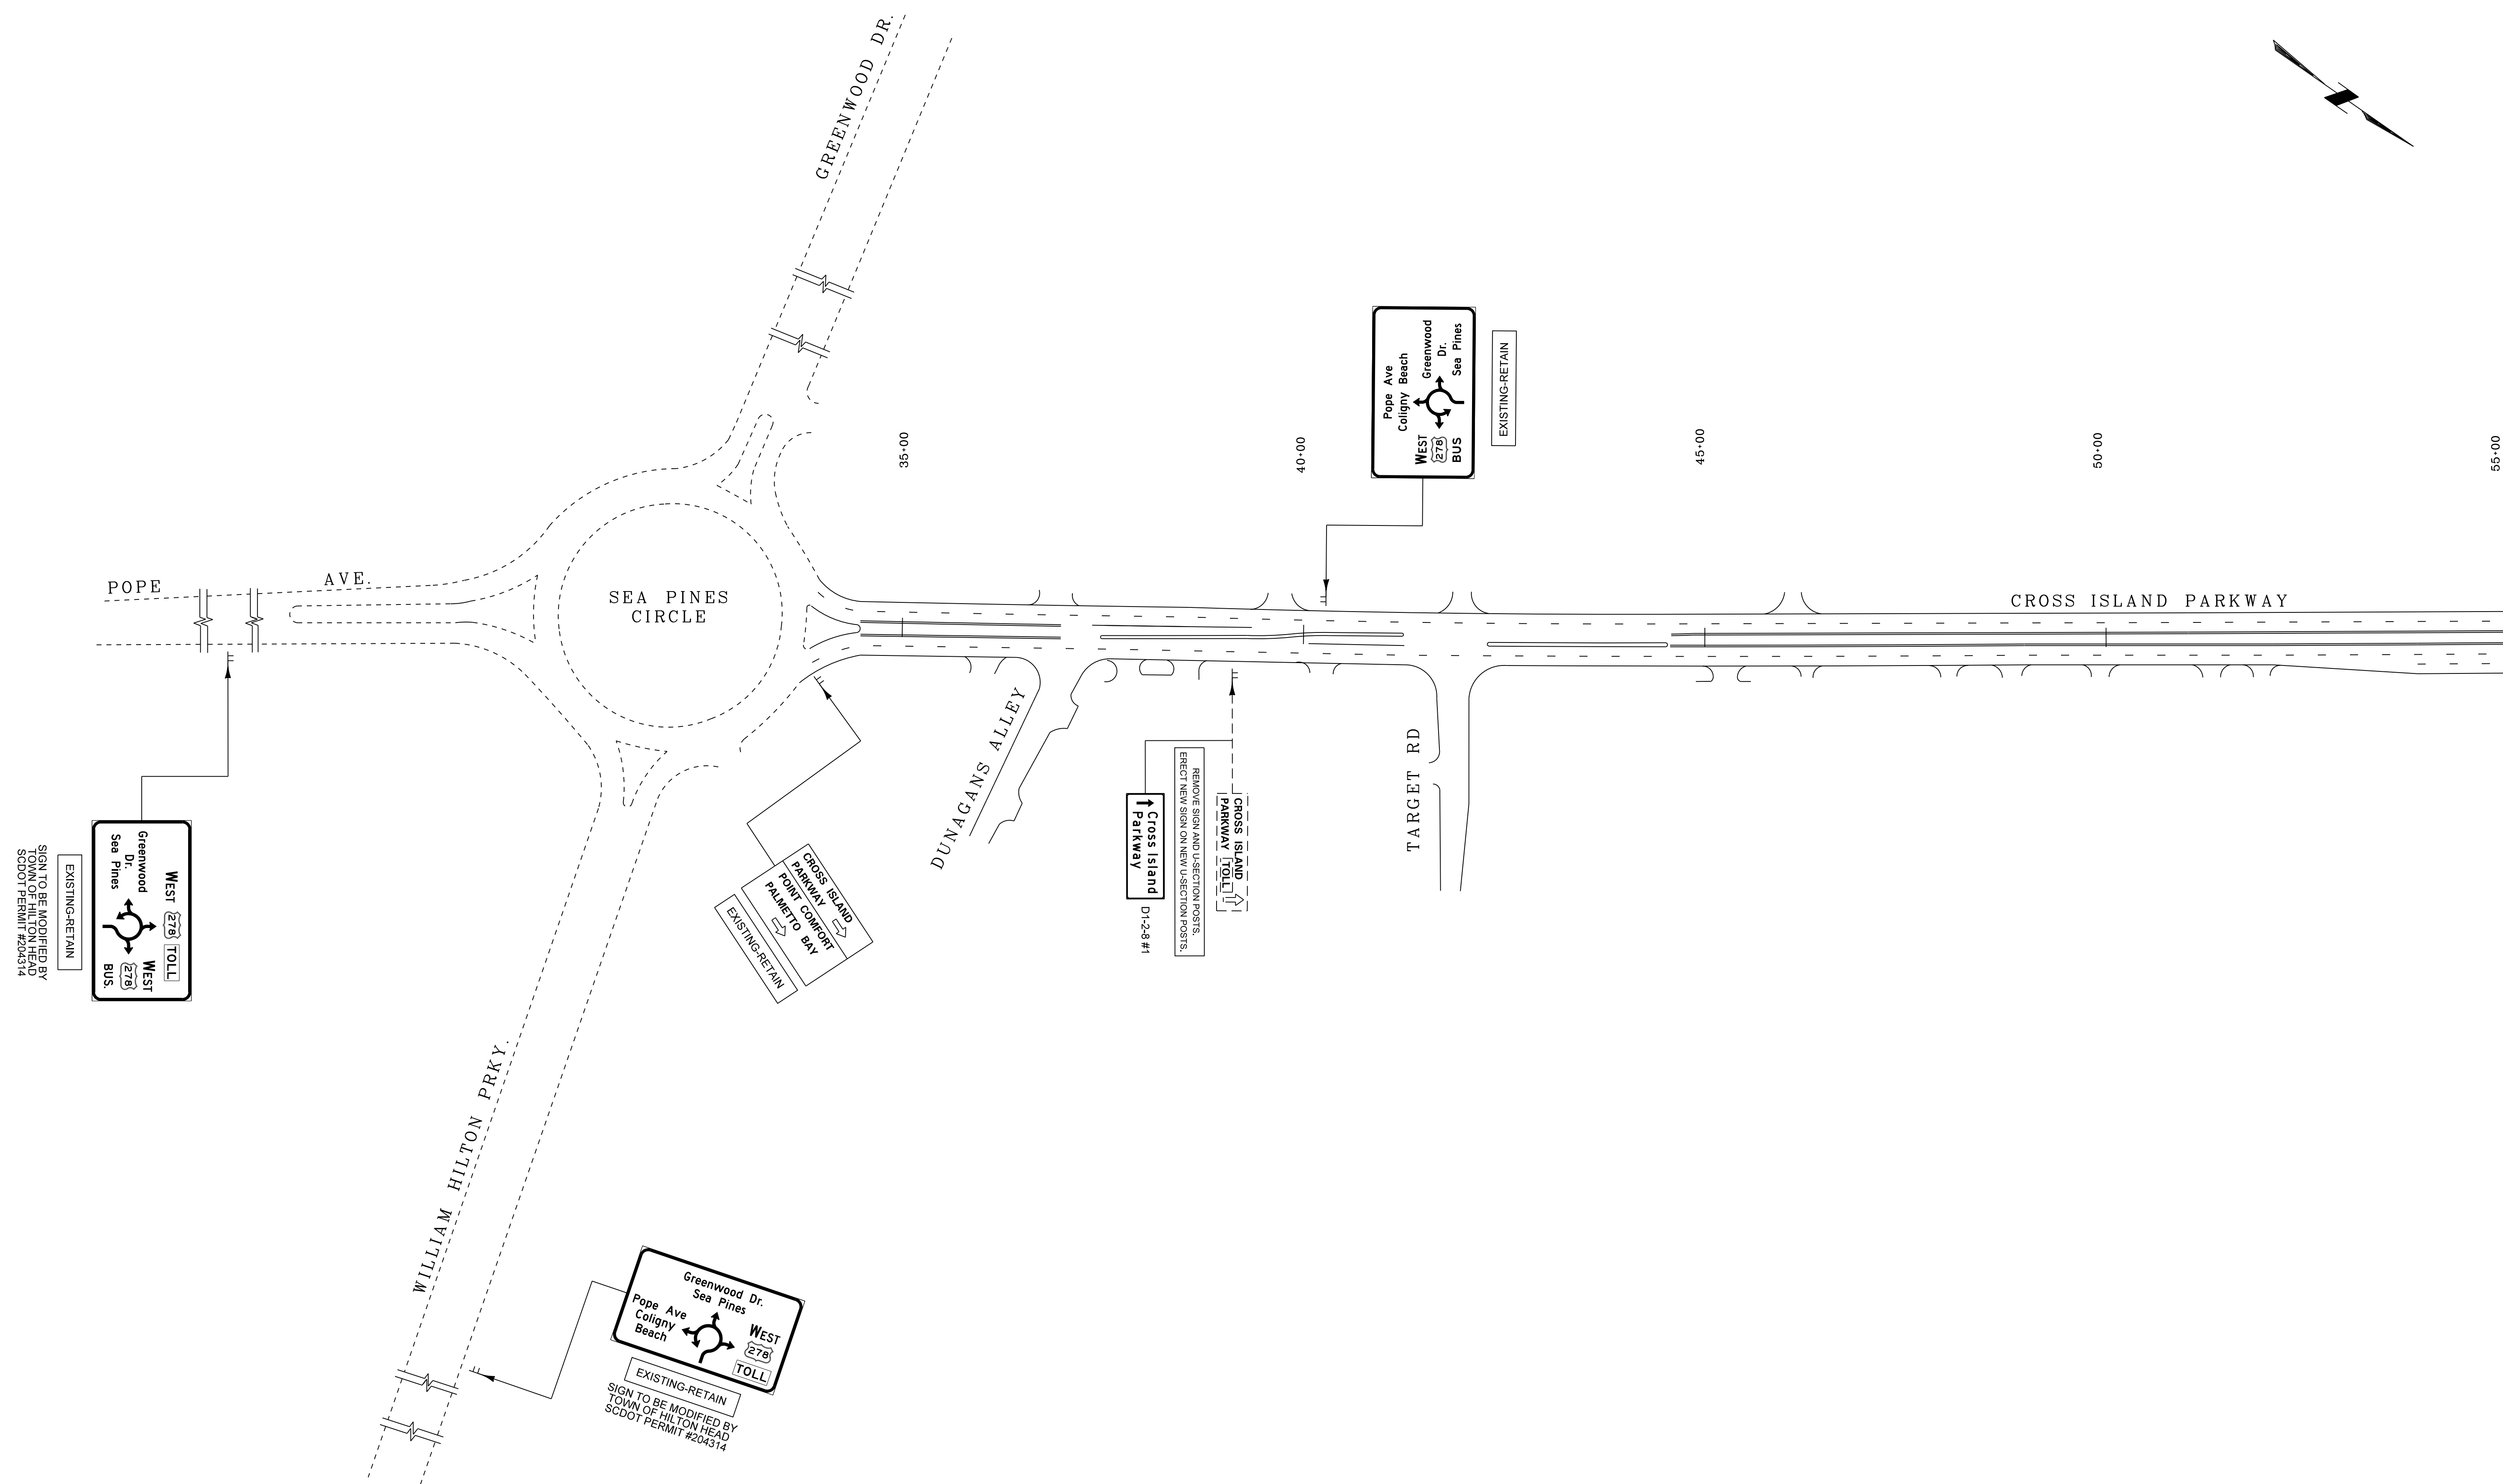 GREENWOOD DR.
Pope Ave
Coligny Beach
Greenwood
Dr.
Sea Pines
WEST
278
BUS
EXISTING-RETAIN
35+00
40+00
45+00
50+00
55+00
POPE AVE.
SEA PINES
CIRCLE
CROSS ISLAND PARKWAY
DUNAGANS ALLEY
TARGET RD
CROSS ISLAND
PARKWAY TOLL
REMOVE SIGN AND U-SECTION POSTS.
ERECT NEW SIGN ON NEW U-SECTION POSTS.
Cross Island
Parkway
D1-2-8 #1
CROSS ISLAND
PARKWAY
POINT COMFORT
PALMETTO BAY
EXISTING-RETAIN
WEST 278 TOLL
Greenwood
Dr.
Sea Pines
WEST
278
BUS.
EXISTING-RETAIN
SIGN TO BE MODIFIED BY
TOWN OF HILTON HEAD
SCDOT PERMIT #204314
WILLIAM HILTON PRKY.
Greenwood Dr.
Sea Pines
Pope Ave
Coligny
Beach
WEST
278
TOLL
EXISTING-RETAIN
SIGN TO BE MODIFIED BY
TOWN OF HILTON HEAD
SCDOT PERMIT #204314